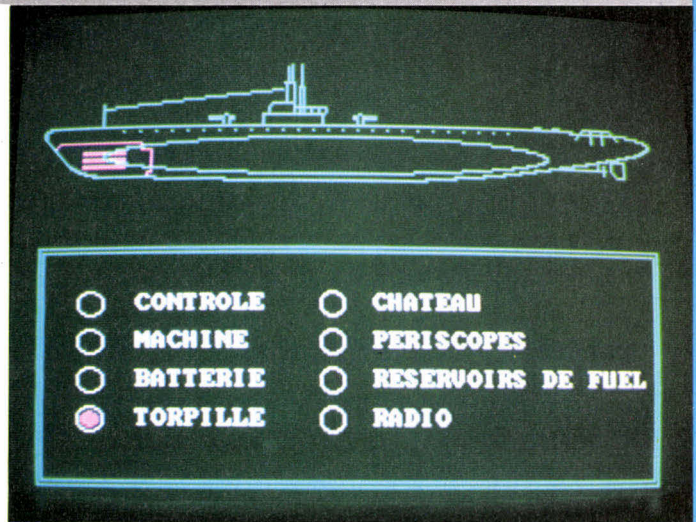 CONTROLE
MACHINE
BATTERIE
TORPILLE
CHATEAU
PERISCOPES
RESERVOIRS DE FUEL
RADIO